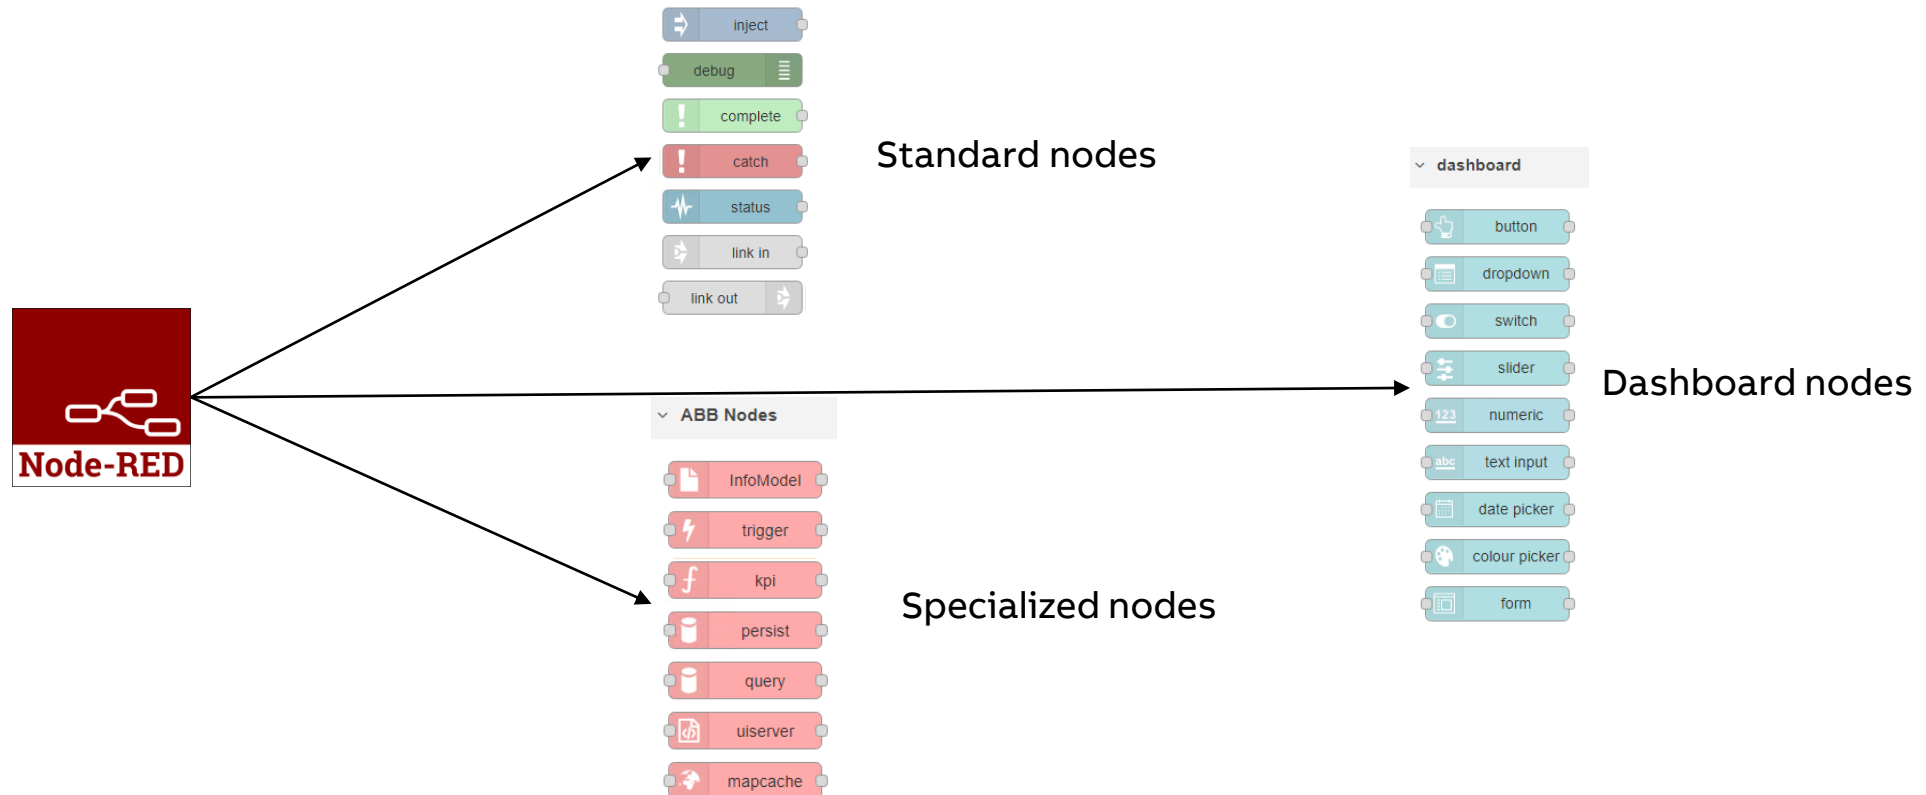 inject
debug
complete
catch
status
link in
link out
Standard nodes
Node-RED
ABB Nodes
InfoModel
trigger
kpi
persist
query
uiserver
mapcache
Specialized nodes
dashboard
button
dropdown
switch
slider
123
numeric
abc
text input
date picker
colour picker
form
Dashboard nodes